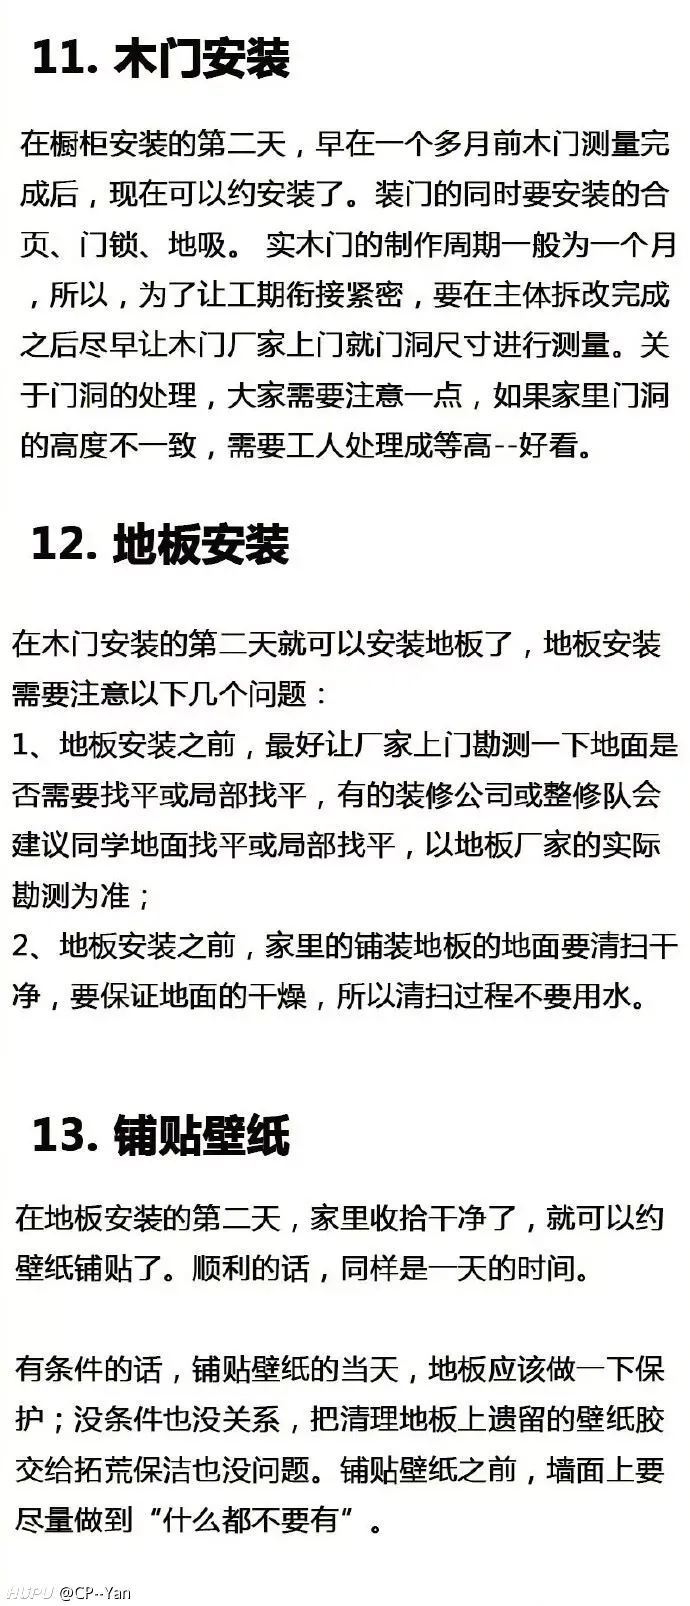 11. 木门安装
在橱柜安装的第二天，早在一个多月前木门测量完
成后，现在可以约安装了。装门的同时要安装的合
页、门锁、地吸。 实木门的制作周期一般为一个月
，所以，为了让工期衔接紧密，要在主体拆改完成
之后尽早让木门厂家上门就门洞尺寸进行测量。关
于门洞的处理，大家需要注意一点，如果家里门洞
的高度不一致，需要工人处理成等高--好看。
12. 地板安装
在木门安装的第二天就可以安装地板了，地板安装
需要注意以下几个问题：
1、地板安装之前，最好让厂家上门勘测一下地面是
否需要找平或局部找平，有的装修公司或整修队会
建议同学地面找平或局部找平，以地板厂家的实际
勘测为准；
2、地板安装之前，家里的铺装地板的地面要清扫干
净，要保证地面的干燥，所以清扫过程不要用水。
13. 铺贴壁纸
在地板安装的第二天，家里收拾干净了，就可以约
壁纸铺贴了。顺利的话，同样是一天的时间。
有条件的话，铺贴壁纸的当天，地板应该做一下保
护；没条件也没关系，把清理地板上遗留的壁纸胶
交给拓荒保洁也没问题。铺贴壁纸之前，墙面上要
尽量做到“什么都不要有”。
HUPU @CP--Yan